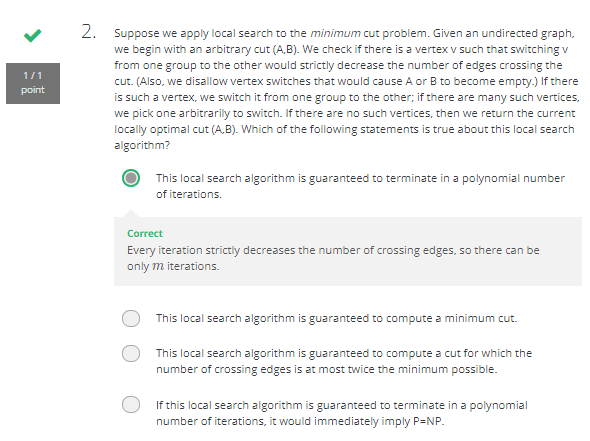 2. Suppose we apply local search to the minimum cut problem. Given an undirected graph,
we begin with an arbitrary cut (A,B). We check if there is a vertex v such that switching v
from one group to the other would strictly decrease the number of edges crossing the
cut. (Also, we disallow vertex switches that would cause A or B to become empty.) If there
is such a vertex, we switch it from one group to the other; if there are many such vertices,
we pick one arbitrarily to switch. If there are no such vertices, then we return the current
locally optimal cut (A,B). Which of the following statements is true about this local search
algorithm?
1 / 1
point
This local search algorithm is guaranteed to terminate in a polynomial number
of iterations.
Correct
Every iteration strictly decreases the number of crossing edges, so there can be
only m iterations.
This local search algorithm is guaranteed to compute a minimum cut.
This local search algorithm is guaranteed to compute a cut for which the
number of crossing edges is at most twice the minimum possible.
If this local search algorithm is guaranteed to terminate in a polynomial
number of iterations, it would immediately imply P=NP.